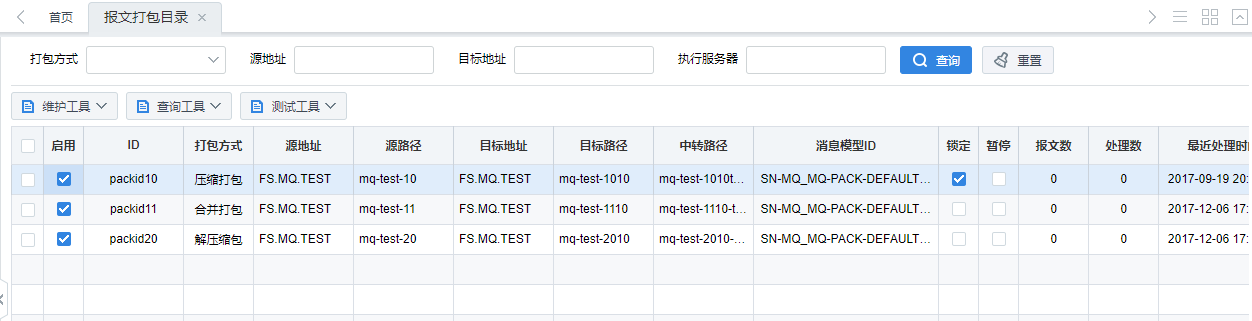 首页 报文打包目录
打包方式 源地址 目标地址 执行服务器 查询 重置
维护工具 查询工具 测试工具
启用 ID 打包方式 源地址 源路径 目标地址 目标路径 中转路径 消息模型ID 锁定 暂停 报文数 处理数 最近处理时
packid10 压缩打包 FS.MQ.TEST mq-test-10 FS.MQ.TEST mq-test-1010 mq-test-1010t... SN-MQ_MQ-PACK-DEFAULT... 0 0 2017-09-19 20:
packid11 合并打包 FS.MQ.TEST mq-test-11 FS.MQ.TEST mq-test-1110 mq-test-1110-t... SN-MQ_MQ-PACK-DEFAULT... 0 0 2017-12-06 17:
packid20 解压缩包 FS.MQ.TEST mq-test-20 FS.MQ.TEST mq-test-2010 mq-test-2010-... SN-MQ_MQ-PACK-DEFAULT... 0 0 2017-12-06 17: